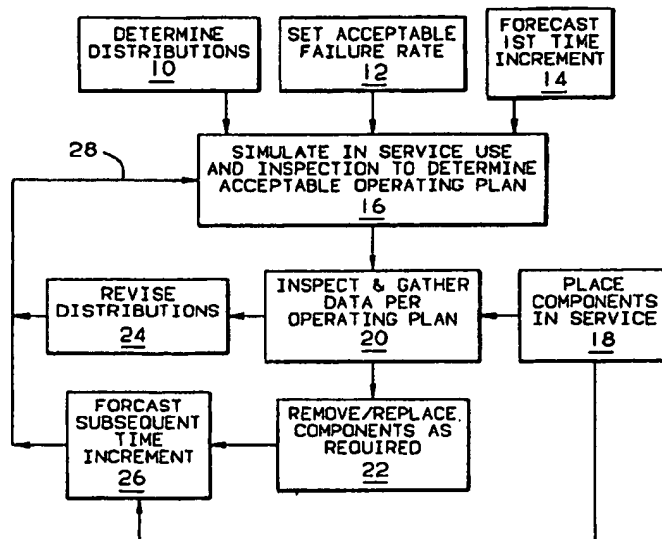 DETERMINE
DISTRIBUTIONS
10
SET ACCEPTABLE
FAILURE RATE
12
FORECAST
1ST TIME
INCREMENT
14
28
SIMULATE IN SERVICE USE
AND INSPECTION TO DETERMINE
ACCEPTABLE OPERATING PLAN
16
REVISE
DISTRIBUTIONS
24
INSPECT & GATHER
DATA PER
OPERATING PLAN
20
PLACE
COMPONENTS
IN SERVICE
18
FORCAST
SUBSEQUENT
TIME
INCREMENT
26
REMOVE/REPLACE
COMPONENTS AS
REQUIRED
22